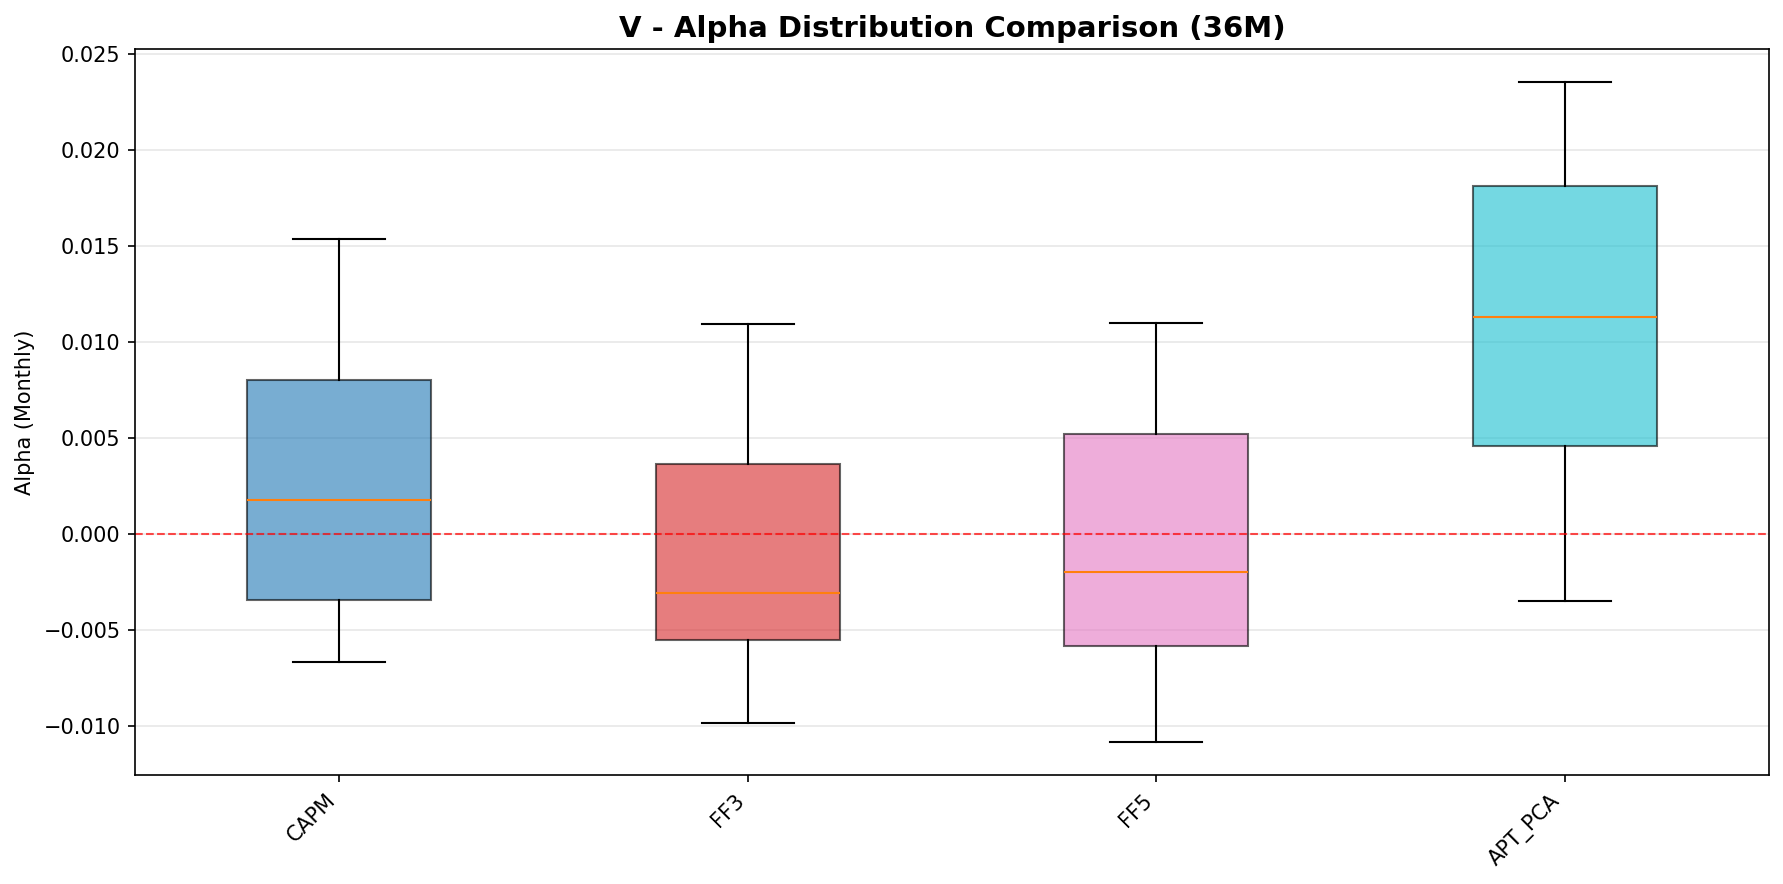 V - Alpha Distribution Comparison (36M)
Alpha (Monthly)
0.025
0.020
0.015
0.010
0.005
0.000
−0.005
−0.010
CAPM
FF3
FF5
APT_PCA